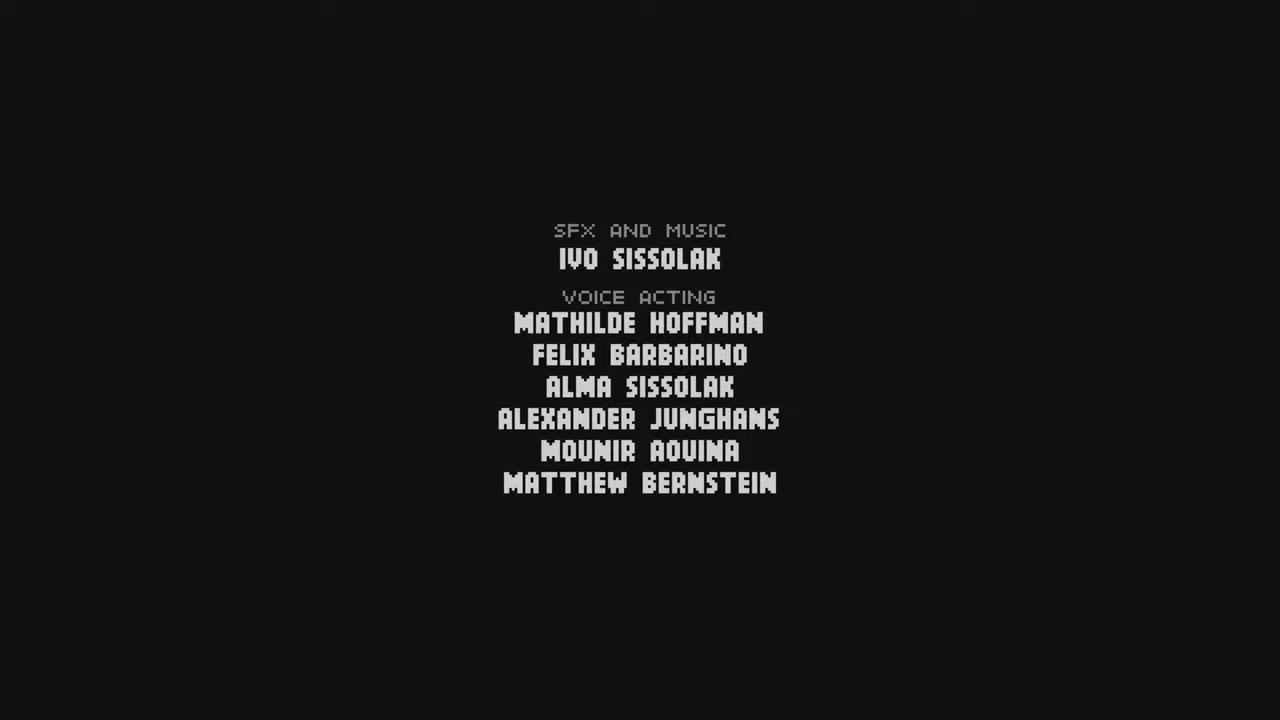 SFX AND MUSIC
IVO SISSOLAK
VOICE ACTING
MATHILDE HOFFMAN
FELIX BARBARINO
ALMA SISSOLAK
ALEXANDER JUNGHANS
MOUNIR AOUINA
MATTHEW BERNSTEIN